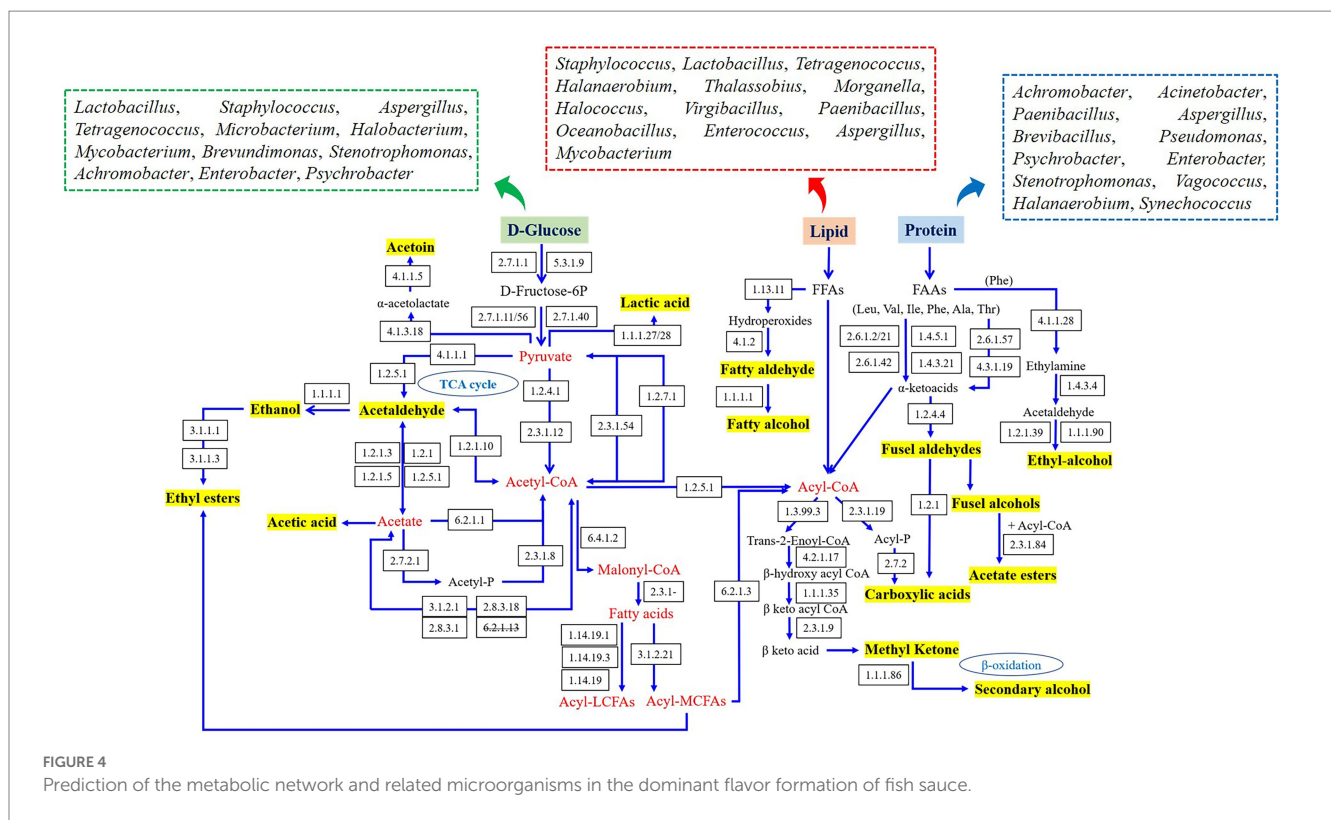 Lactobacillus, Staphylococcus, Aspergillus,
Tetragenococcus, Microbacterium, Halobacterium,
Mycobacterium, Brevundimonas, Stenotrophomonas,
Achromobacter, Enterobacter, Psychrobacter
Staphylococcus, Lactobacillus, Tetragenococcus,
Halanaerobium, Thalassobius, Morganella,
Halococcus, Virgibacillus, Paenibacillus,
Oceanobacillus, Enterococcus, Aspergillus,
Mycobacterium
Achromobacter, Acinetobacter,
Paenibacillus, Aspergillus,
Brevibacillus, Pseudomonas,
Psychrobacter, Enterobacter,
Stenotrophomonas, Vagococcus,
Halanaerobium, Synechococcus
D-Glucose
Lipid
Protein
Acetoin
4.1.1.5
α-acetolactate
4.1.3.18
2.7.1.1
5.3.1.9
D-Fructose-6P
2.7.1.11/56
2.7.1.40
Lactic acid
1.1.1.27/28
Pyruvate
4.1.1.1
1.2.5.1
TCA cycle
1.2.4.1
2.3.1.12
1.2.7.1
2.3.1.54
1.1.1.1
Ethanol
Acetaldehyde
3.1.1.1
3.1.1.3
Ethyl esters
1.2.1.3
1.2.1
1.2.1.5
1.2.5.1
1.2.1.10
Acetyl-CoA
1.2.5.1
Acetic acid
Acetate
6.2.1.1
2.7.2.1
Acetyl-P
2.3.1.8
3.1.2.1
2.8.3.18
2.8.3.1
6.2.1.13
6.4.1.2
Malonyl-CoA
2.3.1-
Fatty acids
1.14.19.1
1.14.19.3
1.14.19
3.1.2.21
Acyl-LCFAs
Acyl-MCFAs
6.2.1.3
1.13.11
FFAs
Hydroperoxides
4.1.2
Fatty aldehyde
1.1.1.1
Fatty alcohol
FAAs
(Phe)
(Leu, Val, Ile, Phe, Ala, Thr)
2.6.1.2/21
1.4.5.1
2.6.1.57
2.6.1.42
1.4.3.21
4.3.1.19
α-ketoacids
1.2.4.4
Fusel aldehydes
1.2.1
Fusel alcohols
+ Acyl-CoA
2.3.1.84
Acetate esters
4.1.1.28
Ethylamine
1.4.3.4
Acetaldehyde
1.2.1.39
1.1.1.90
Ethyl-alcohol
Acyl-CoA
1.3.99.3
2.3.1.19
Trans-2-Enoyl-CoA
Acyl-P
4.2.1.17
2.7.2
β-hydroxy acyl CoA
Carboxylic acids
1.1.1.35
β keto acyl CoA
2.3.1.9
β keto acid
Methyl Ketone
β-oxidation
1.1.1.86
Secondary alcohol
FIGURE 4
Prediction of the metabolic network and related microorganisms in the dominant flavor formation of fish sauce.